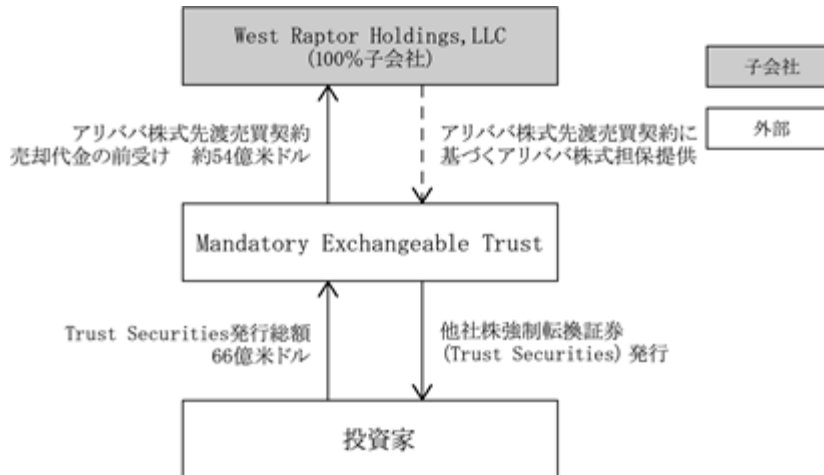 West Raptor Holdings,LLC
(100%子会社)
子会社
外部
アリババ株式先渡売買契約
売却代金の前受け 約54億米ドル
アリババ株式先渡売買契約に
基づくアリババ株式担保提供
Mandatory Exchangeable Trust
Trust Securities発行総額
66億米ドル
他社株強制転換証券
(Trust Securities) 発行
投資家